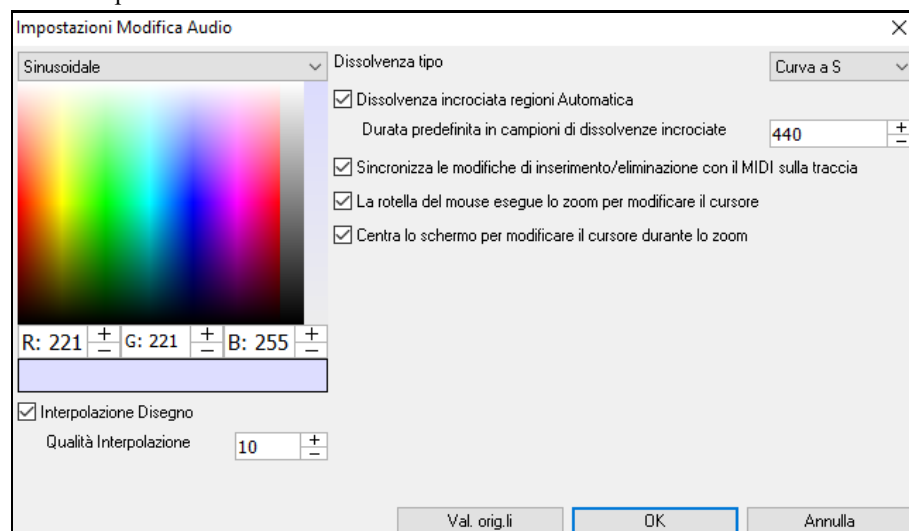 Impostazioni Modifica Audio
Sinusoidale
Dissolvenza tipo
Curva a S
Dissolvenza incrociata regioni Automatica
Durata predefinita in campioni di dissolvenze incrociate
440
Sincronizza le modifiche di inserimento/eliminazione con il MIDI sulla traccia
La rotella del mouse esegue lo zoom per modificare il cursore
Centra lo schermo per modificare il cursore durante lo zoom
R: 221
G: 221
B: 255
Interpolazione Disegno
Qualità Interpolazione
10
Val. orig.li
OK
Annulla